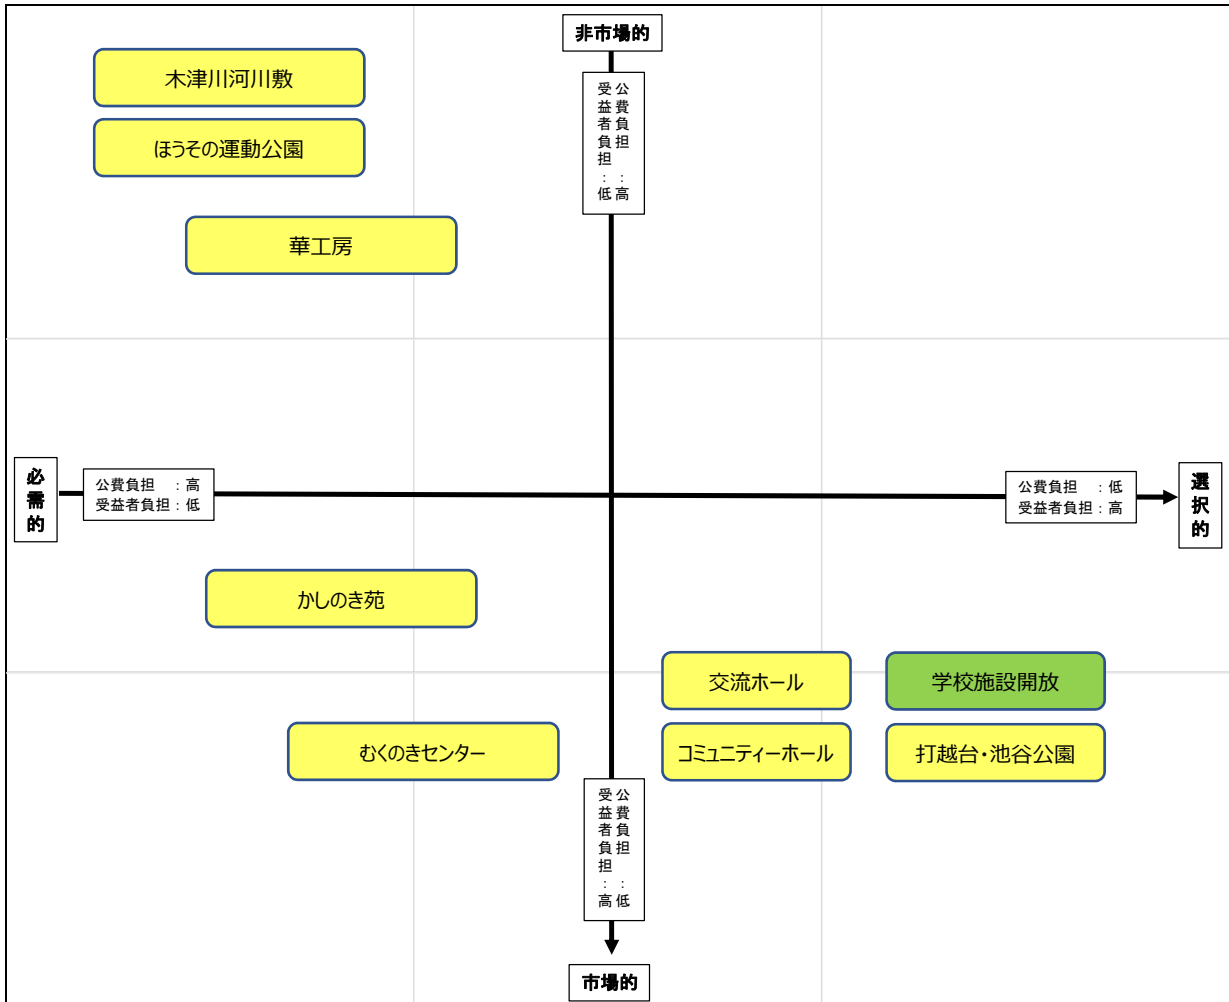 非市場的
公費負担　：高
受益者負担：低
木津川河川敷
ほうその運動公園
華工房
必需的
公費負担　：高
受益者負担：低
公費負担　：低
受益者負担：高
選択的
かしのき苑
交流ホール
学校施設開放
むくのきセンター
コミュニティーホール
打越台・池谷公園
公費負担　：低
受益者負担：高
市場的